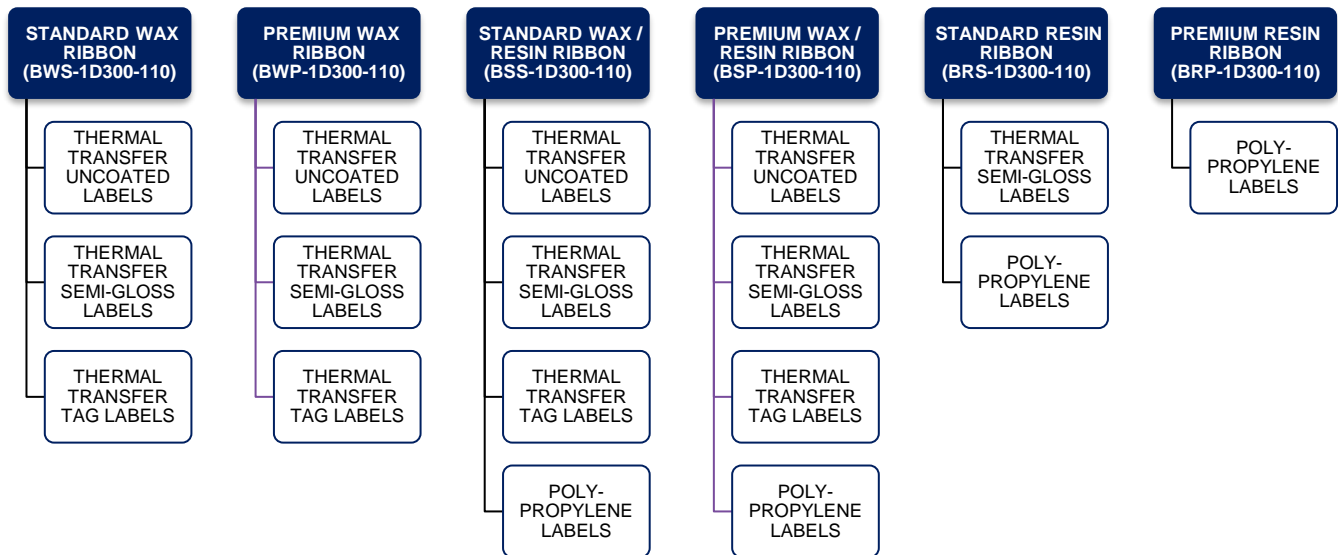 STANDARD WAX
RIBBON
(BWS-1D300-110)
THERMAL
TRANSFER
UNCOATED
LABELS
THERMAL
TRANSFER
SEMI-GLOSS
LABELS
THERMAL
TRANSFER
TAG LABELS
PREMIUM WAX
RIBBON
(BWP-1D300-110)
THERMAL
TRANSFER
UNCOATED
LABELS
THERMAL
TRANSFER
SEMI-GLOSS
LABELS
THERMAL
TRANSFER
TAG LABELS
STANDARD WAX /
RESIN RIBBON
(BSS-1D300-110)
THERMAL
TRANSFER
UNCOATED
LABELS
THERMAL
TRANSFER
SEMI-GLOSS
LABELS
THERMAL
TRANSFER
TAG LABELS
POLY-
PROPYLENE
LABELS
PREMIUM WAX /
RESIN RIBBON
(BSP-1D300-110)
THERMAL
TRANSFER
UNCOATED
LABELS
THERMAL
TRANSFER
SEMI-GLOSS
LABELS
THERMAL
TRANSFER
TAG LABELS
POLY-
PROPYLENE
LABELS
STANDARD RESIN
RIBBON
(BRS-1D300-110)
THERMAL
TRANSFER
SEMI-GLOSS
LABELS
POLY-
PROPYLENE
LABELS
PREMIUM RESIN
RIBBON
(BRP-1D300-110)
POLY-
PROPYLENE
LABELS